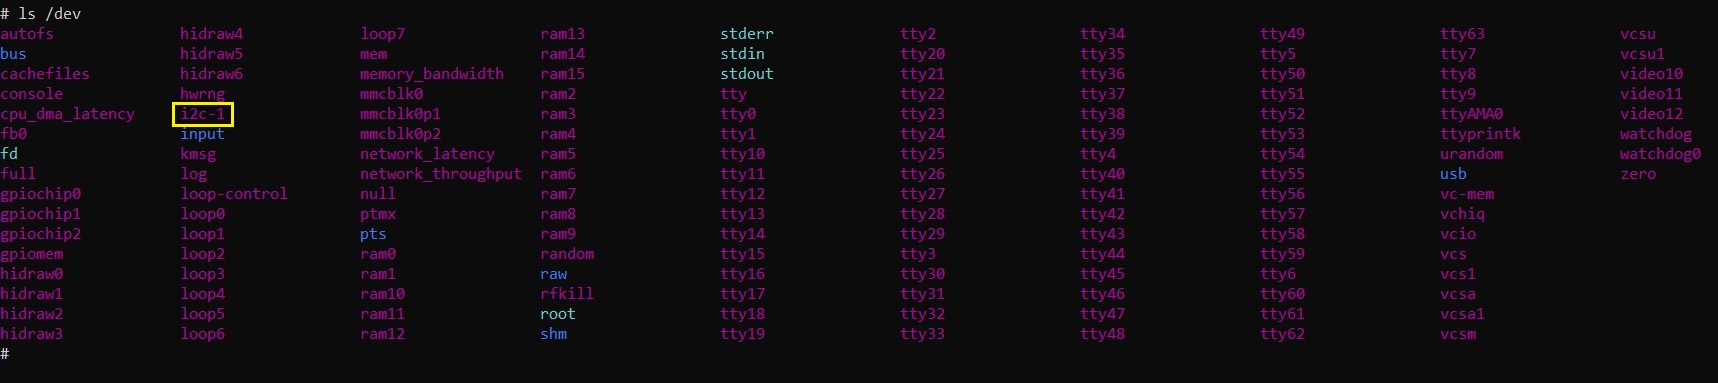 # ls /dev
autofs hidraw4 loop7 ram13 stderr tty2 tty34 tty49 tty63 vcsu
bus hidraw5 mem ram14 stdin tty20 tty35 tty5 tty7 vcsu1
cachefiles hidraw6 memory_bandwidth ram15 stdout tty21 tty36 tty50 tty8 video10
console hwrng mmcblk0 ram2 tty tty22 tty37 tty51 tty9 video11
cpu_dma_latency i2c-1 mmcblk0p1 ram3 tty0 tty23 tty38 tty52 ttyAMA0 video12
fb0 input mmcblk0p2 ram4 tty1 tty24 tty39 tty53 ttyprintk watchdog
fd kmsg network_latency ram5 tty10 tty25 tty4 tty54 urandom watchdog0
full log network_throughput ram6 tty11 tty26 tty40 tty55 usb zero
gpiochip0 loop-control null ram7 tty12 tty27 tty41 tty56 vc-mem
gpiochip1 loop0 ptmx ram8 tty13 tty28 tty42 tty57 vchiq
gpiochip2 loop1 pts ram9 tty14 tty29 tty43 tty58 vcio
gpiomem loop2 ram0 random tty15 tty3 tty44 tty59 vcs
hidraw0 loop3 ram1 raw tty16 tty30 tty45 tty6 vcs1
hidraw1 loop4 ram10 rfkill tty17 tty31 tty46 tty60 vcsa
hidraw2 loop5 ram11 root tty18 tty32 tty47 tty61 vcsa1
hidraw3 loop6 ram12 shm tty19 tty33 tty48 tty62 vcsm
#